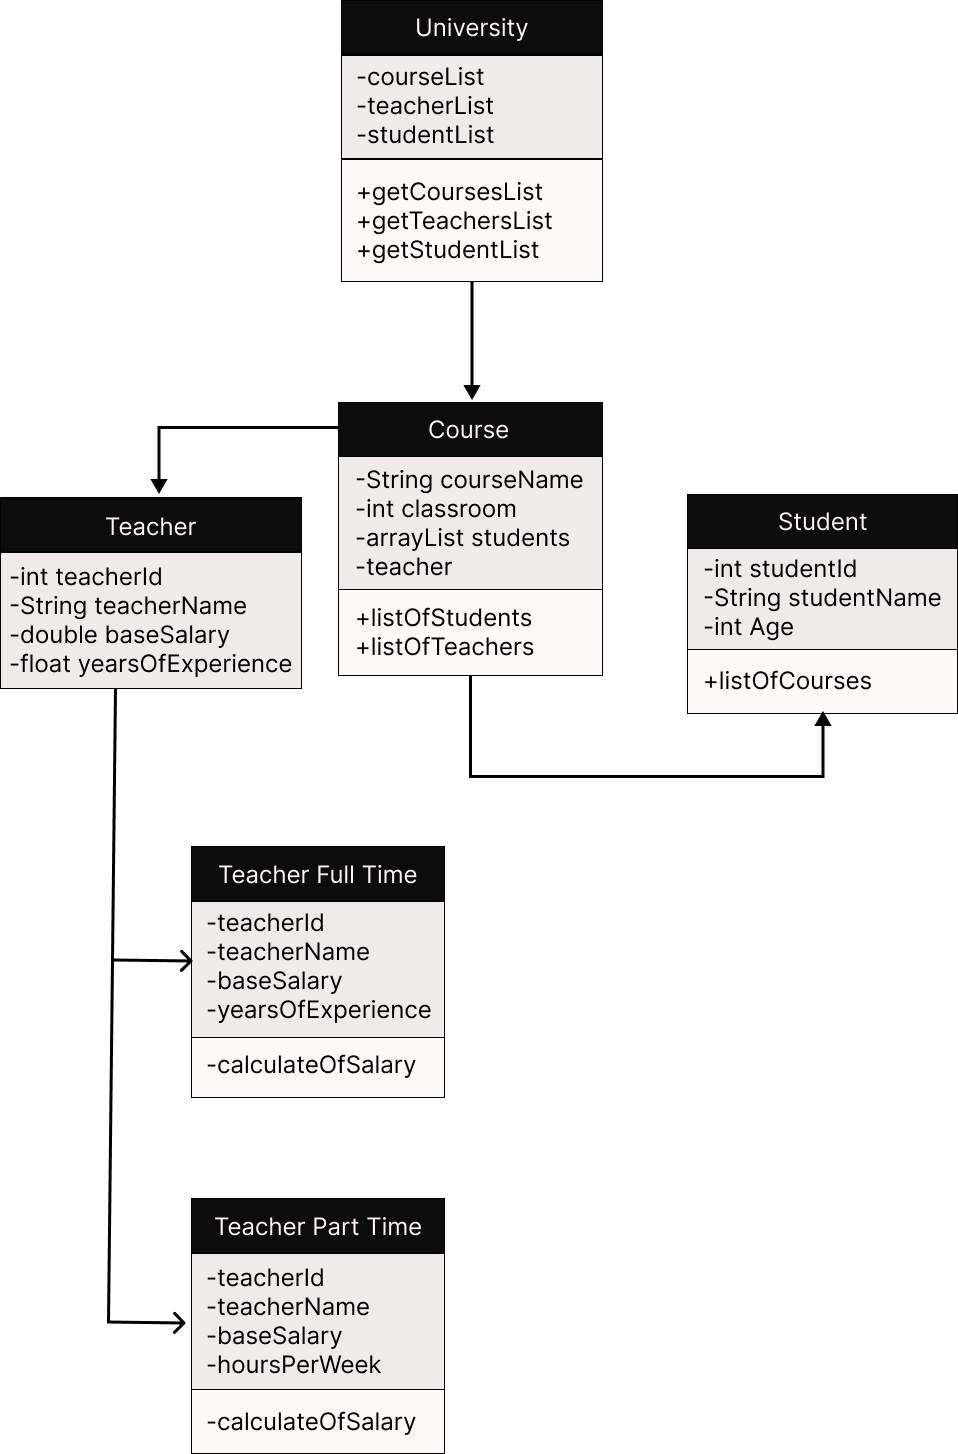 University
-courseList
-teacherList
-studentList
+getCoursesList
+getTeachersList
+getStudentList
Course
-String courseName
-int classroom
-arrayList students
-teacher
+listOfStudents
+listOfTeachers
Teacher
-int teacherId
-String teacherName
-double baseSalary
-float yearsOfExperience
Student
-int studentId
-String studentName
-int Age
+listOfCourses
Teacher Full Time
-teacherId
-teacherName
-baseSalary
-yearsOfExperience
-calculateOfSalary
Teacher Part Time
-teacherId
-teacherName
-baseSalary
-hoursPerWeek
-calculateOfSalary